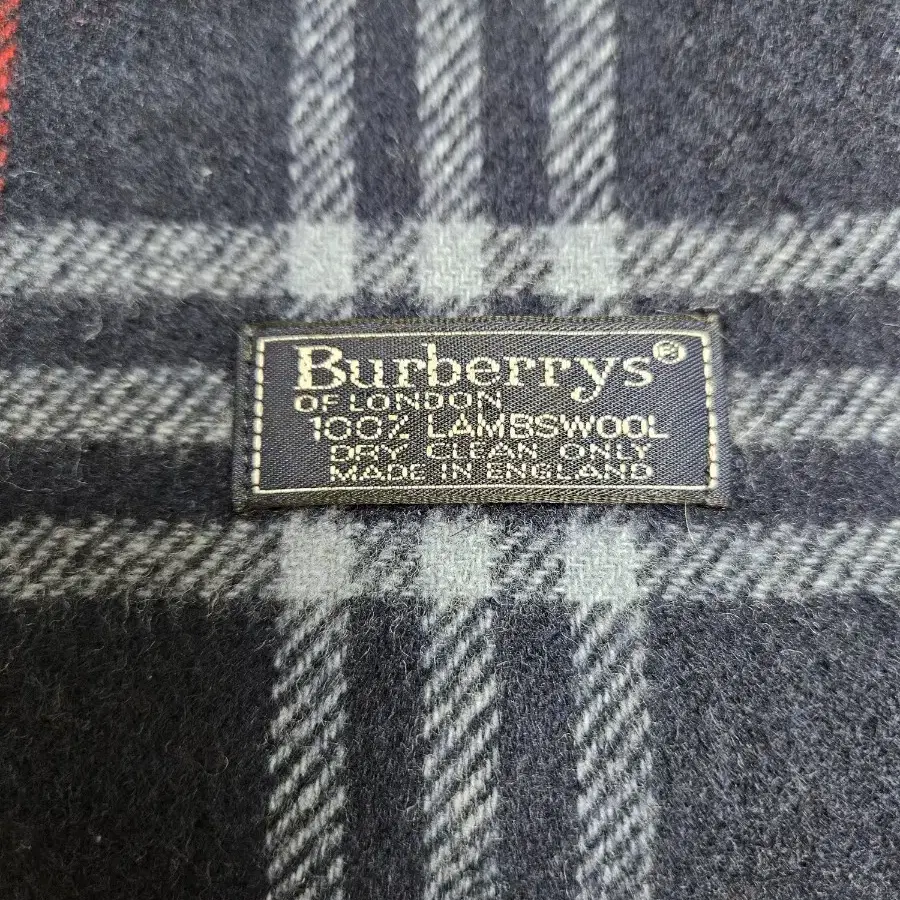 Burberrys®
OF LONDON
100% LAMBSWOOL
DRY CLEAN ONLY
MADE IN ENGLAND